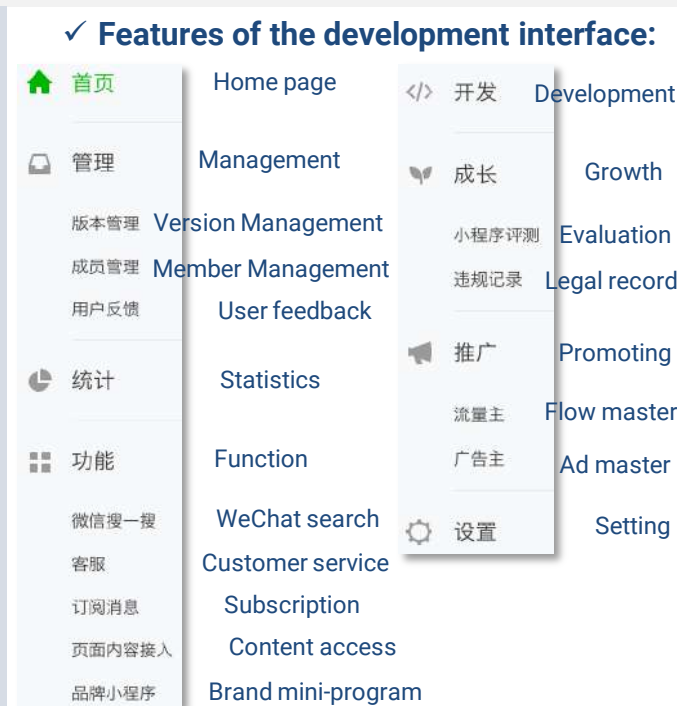 ✓ Features of the development interface:
首页 Home page
管理 Management
版本管理 Version Management
成员管理 Member Management
用户反馈 User feedback
统计 Statistics
功能 Function
微信搜一搜 WeChat search
客服 Customer service
订阅消息 Subscription
页面内容接入 Content access
品牌小程序 Brand mini-program
</> 开发 Development
成长 Growth
小程序评测 Evaluation
违规记录 Legal record
推广 Promoting
流量主 Flow master
广告主 Ad master
设置 Setting